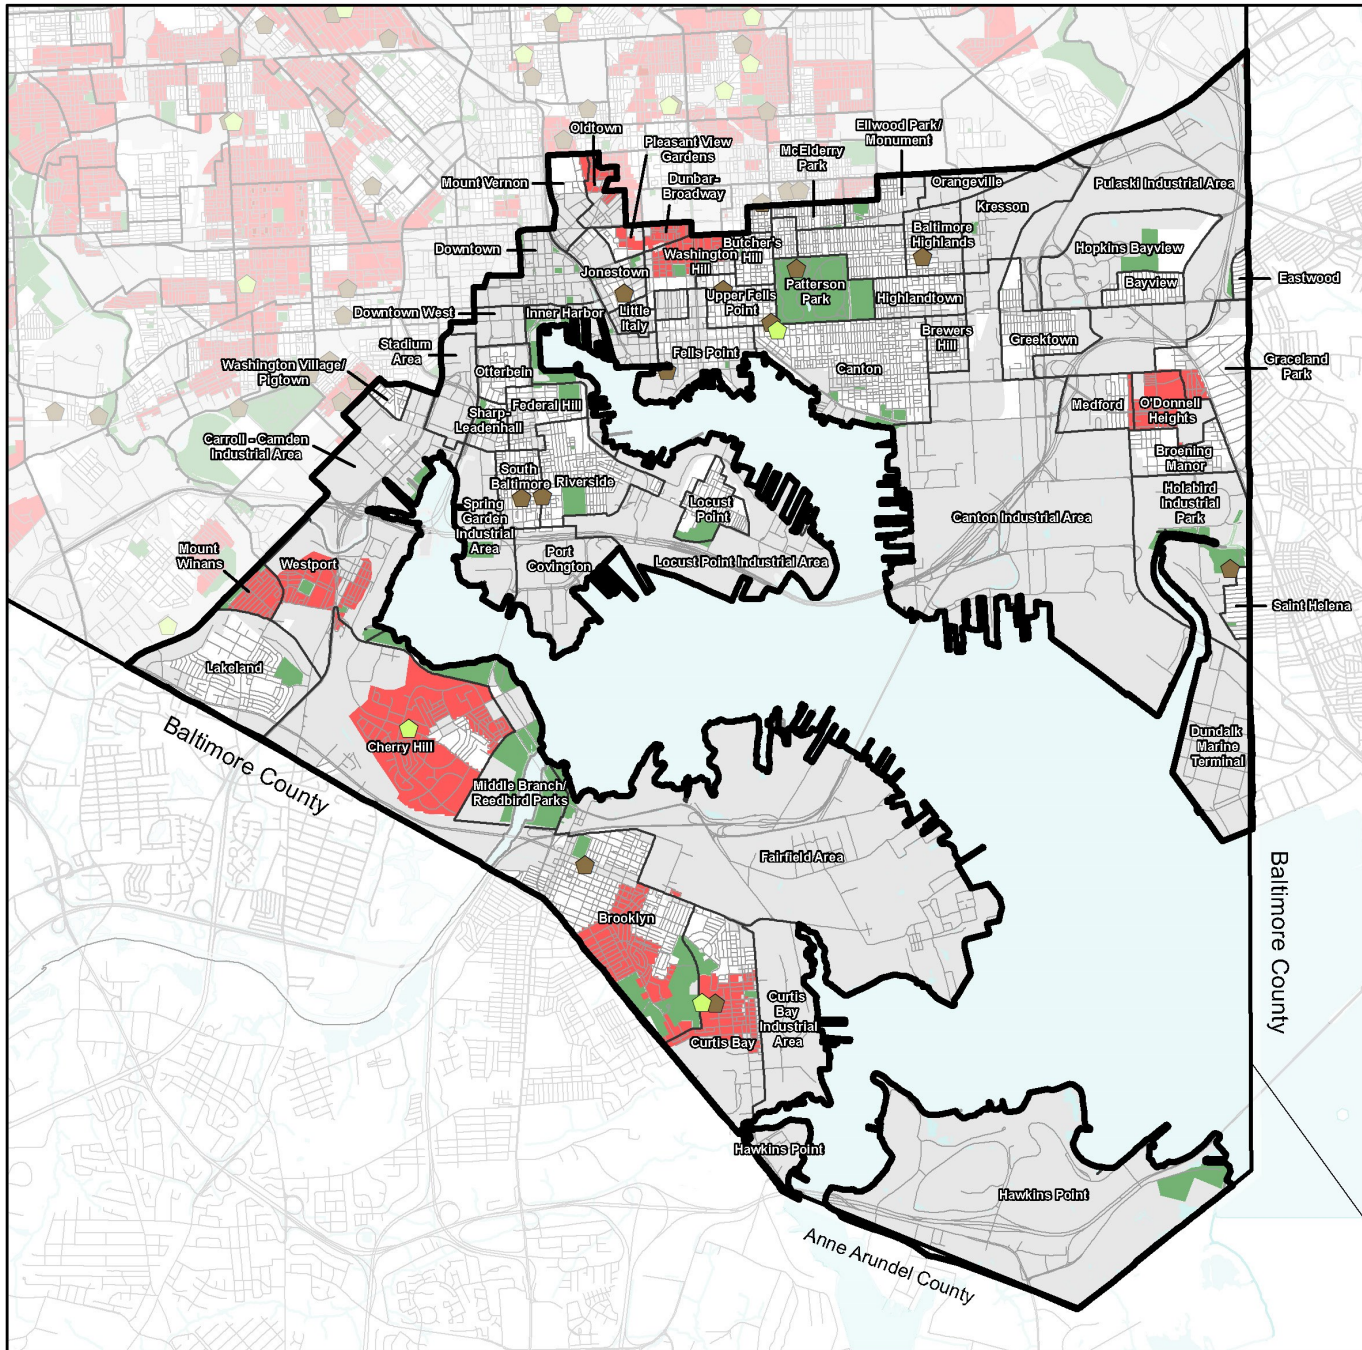 Oldtown
Pleasant View
Gardens
Dunbar-
Broadway
McElderry
Park
Ellwood Park/
Monument
Mount Vernon
Orangeville
Pulaski Industrial Area
Kresson
Downtown
Butcher's
Hill
Washington
Hill
Baltimore
Highlands
Hopkins Bayview
Jonestown
Bayview
Eastwood
Patterson
Park
Highlandtown
Upper Fells
Point
Little
Italy
Downtown West
Inner Harbor
Stadium
Area
Brewers
Hill
Greektown
Fells Point
Graceland
Park
Washington Village/
Pigtown
Otterbein
Canton
Federal Hill
Medford
O'Donnell
Heights
Sharp-
Leadenhall
Carroll - Camden
Industrial Area
Broening
Manor
South
Baltimore
Riverside
Locust
Point
Holabird
Industrial
Park
Spring
Garden
Industrial
Area
Canton Industrial Area
Mount
Winans
Westport
Port
Covington
Locust Point Industrial Area
Saint Helena
Lakeland
Cherry Hill
Baltimore County
Dundalk
Marine
Terminal
Middle Branch/
Reedbird Parks
Fairfield Area
Baltimore County
Brooklyn
Curtis
Bay
Industrial
Area
Curtis Bay
Hawkins Point
Hawkins Point
Anne Arundel County